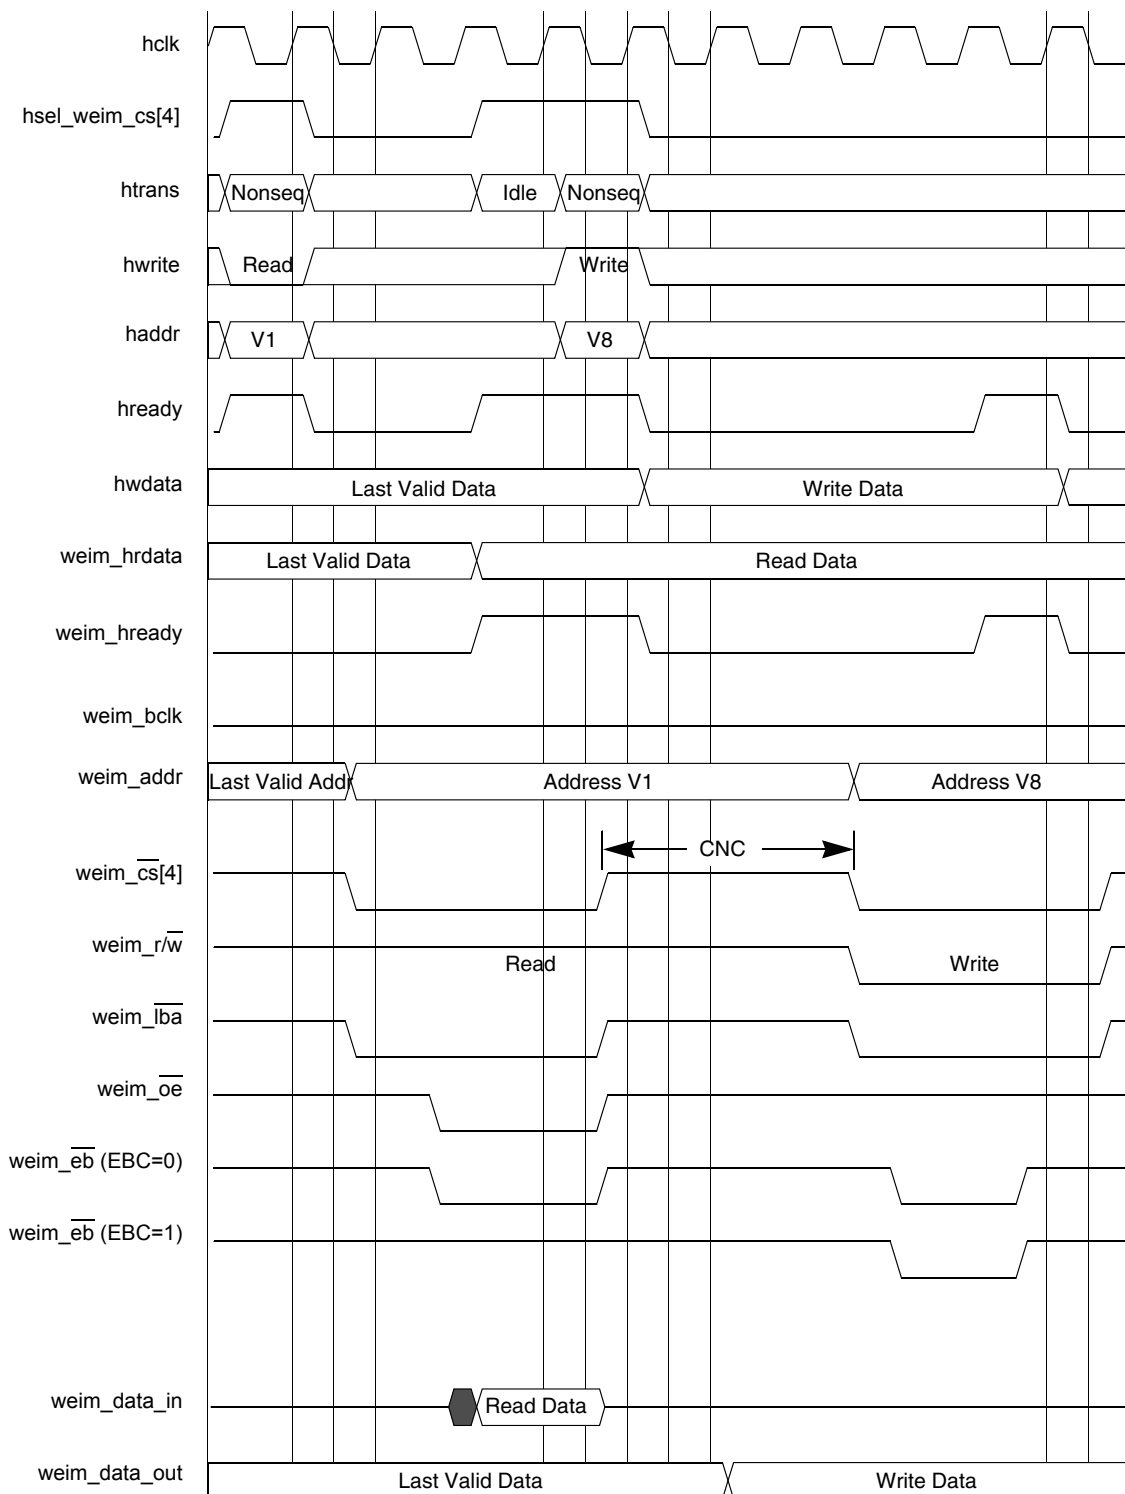 hclk
hsel_weim_cs[4]
htrans Nonseq Idle Nonseq
hwrite Read Write
haddr V1 V8
hready
hwdata Last Valid Data Write Data
weim_hrdata Last Valid Data Read Data
weim_hready
weim_bclk
weim_addr Last Valid Addr Address V1 Address V8
CNC
weim_cs[4]
weim_r/w Read Write
weim_lba
weim_oe
weim_eb (EBC=0)
weim_eb (EBC=1)
weim_data_in Read Data
weim_data_out Last Valid Data Write Data